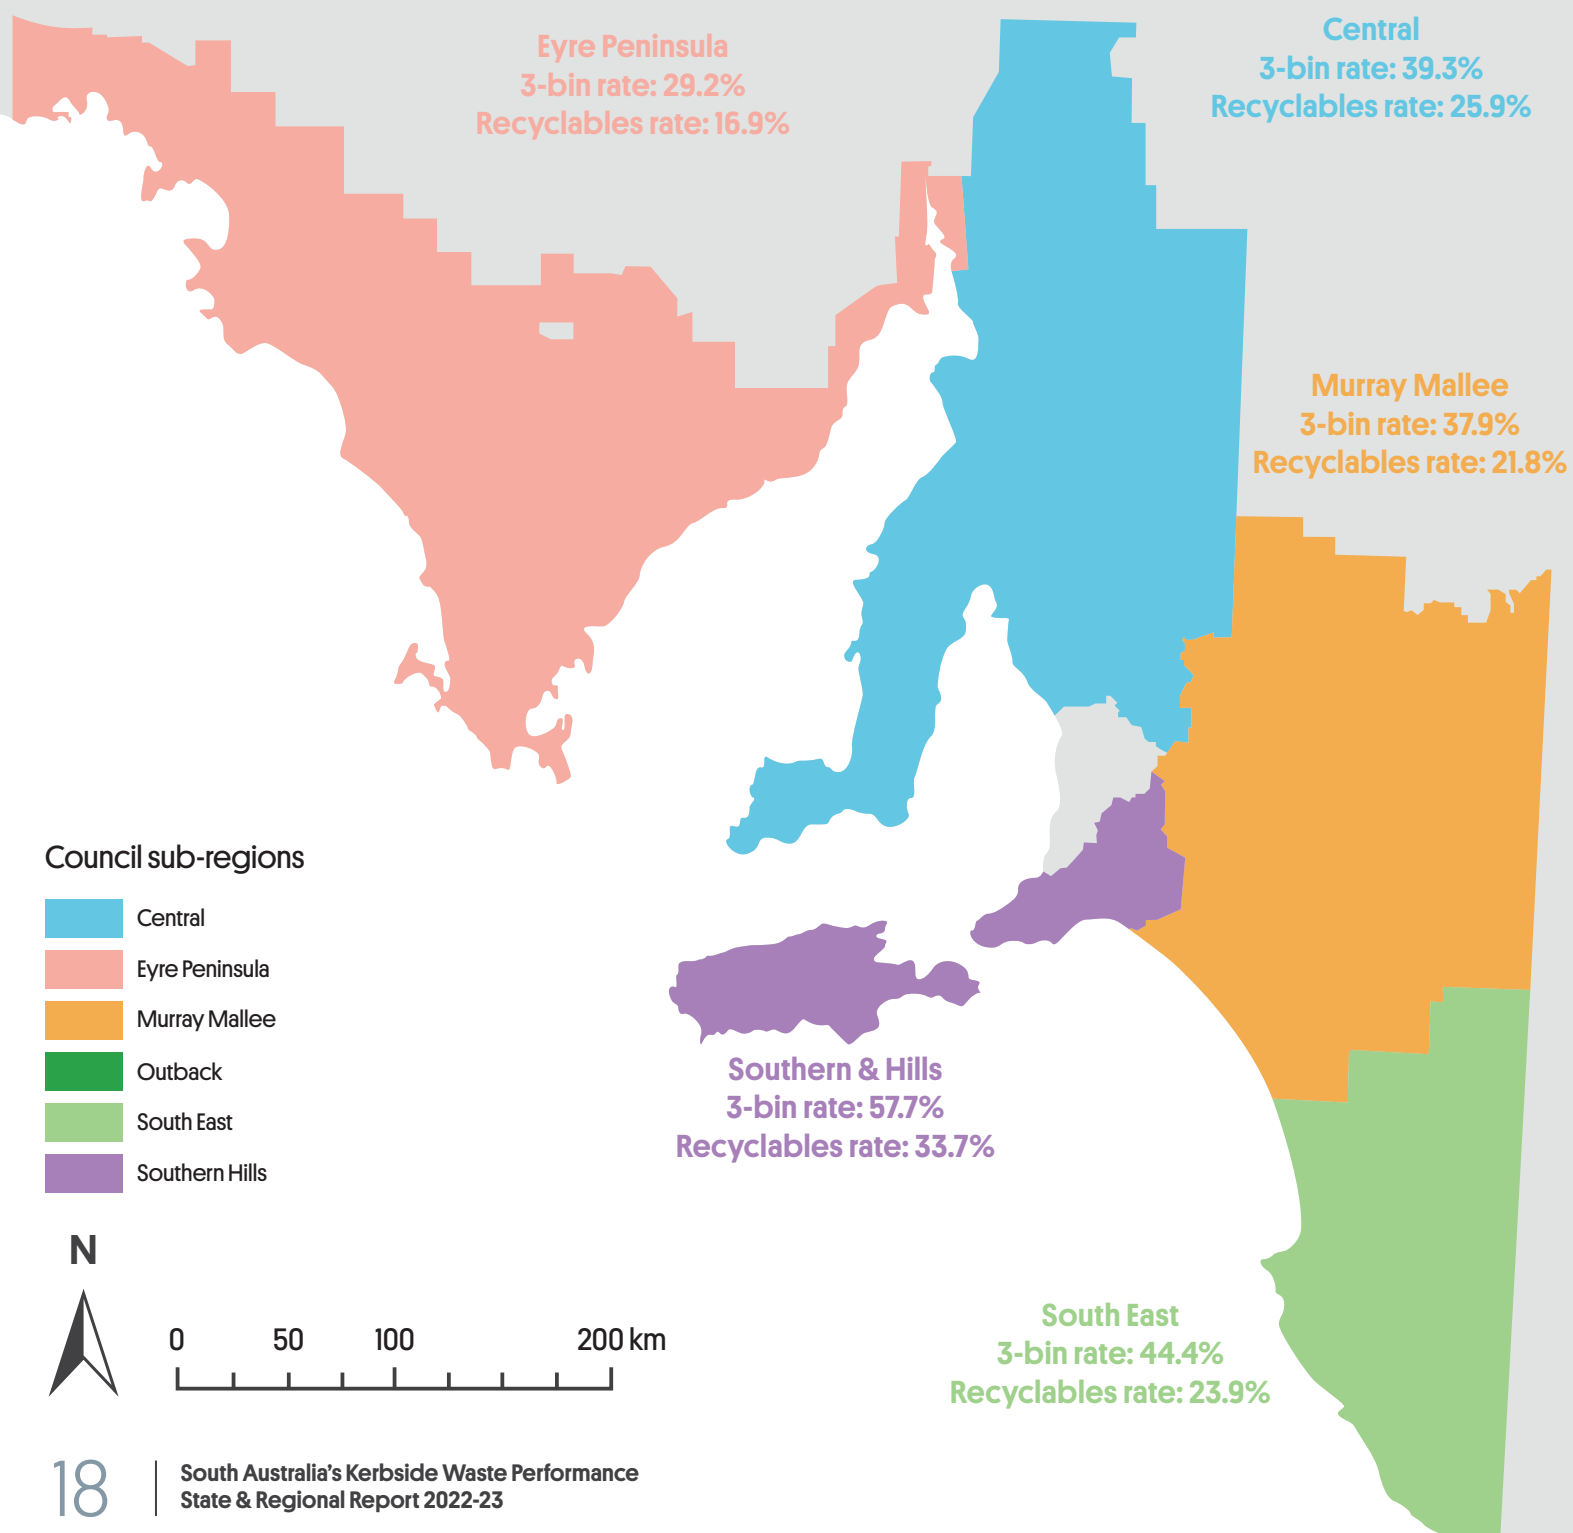 Eyre Peninsula
3-bin rate: 29.2%
Recyclables rate: 16.9%
Central
3-bin rate: 39.3%
Recyclables rate: 25.9%
Murray Mallee
3-bin rate: 37.9%
Recyclables rate: 21.8%
Council sub-regions
Central
Eyre Peninsula
Murray Mallee
Outback
South East
Southern Hills
Southern & Hills
3-bin rate: 57.7%
Recyclables rate: 33.7%
South East
3-bin rate: 44.4%
Recyclables rate: 23.9%
N
0 50 100 200 km
18
South Australia's Kerbside Waste Performance
State & Regional Report 2022-23